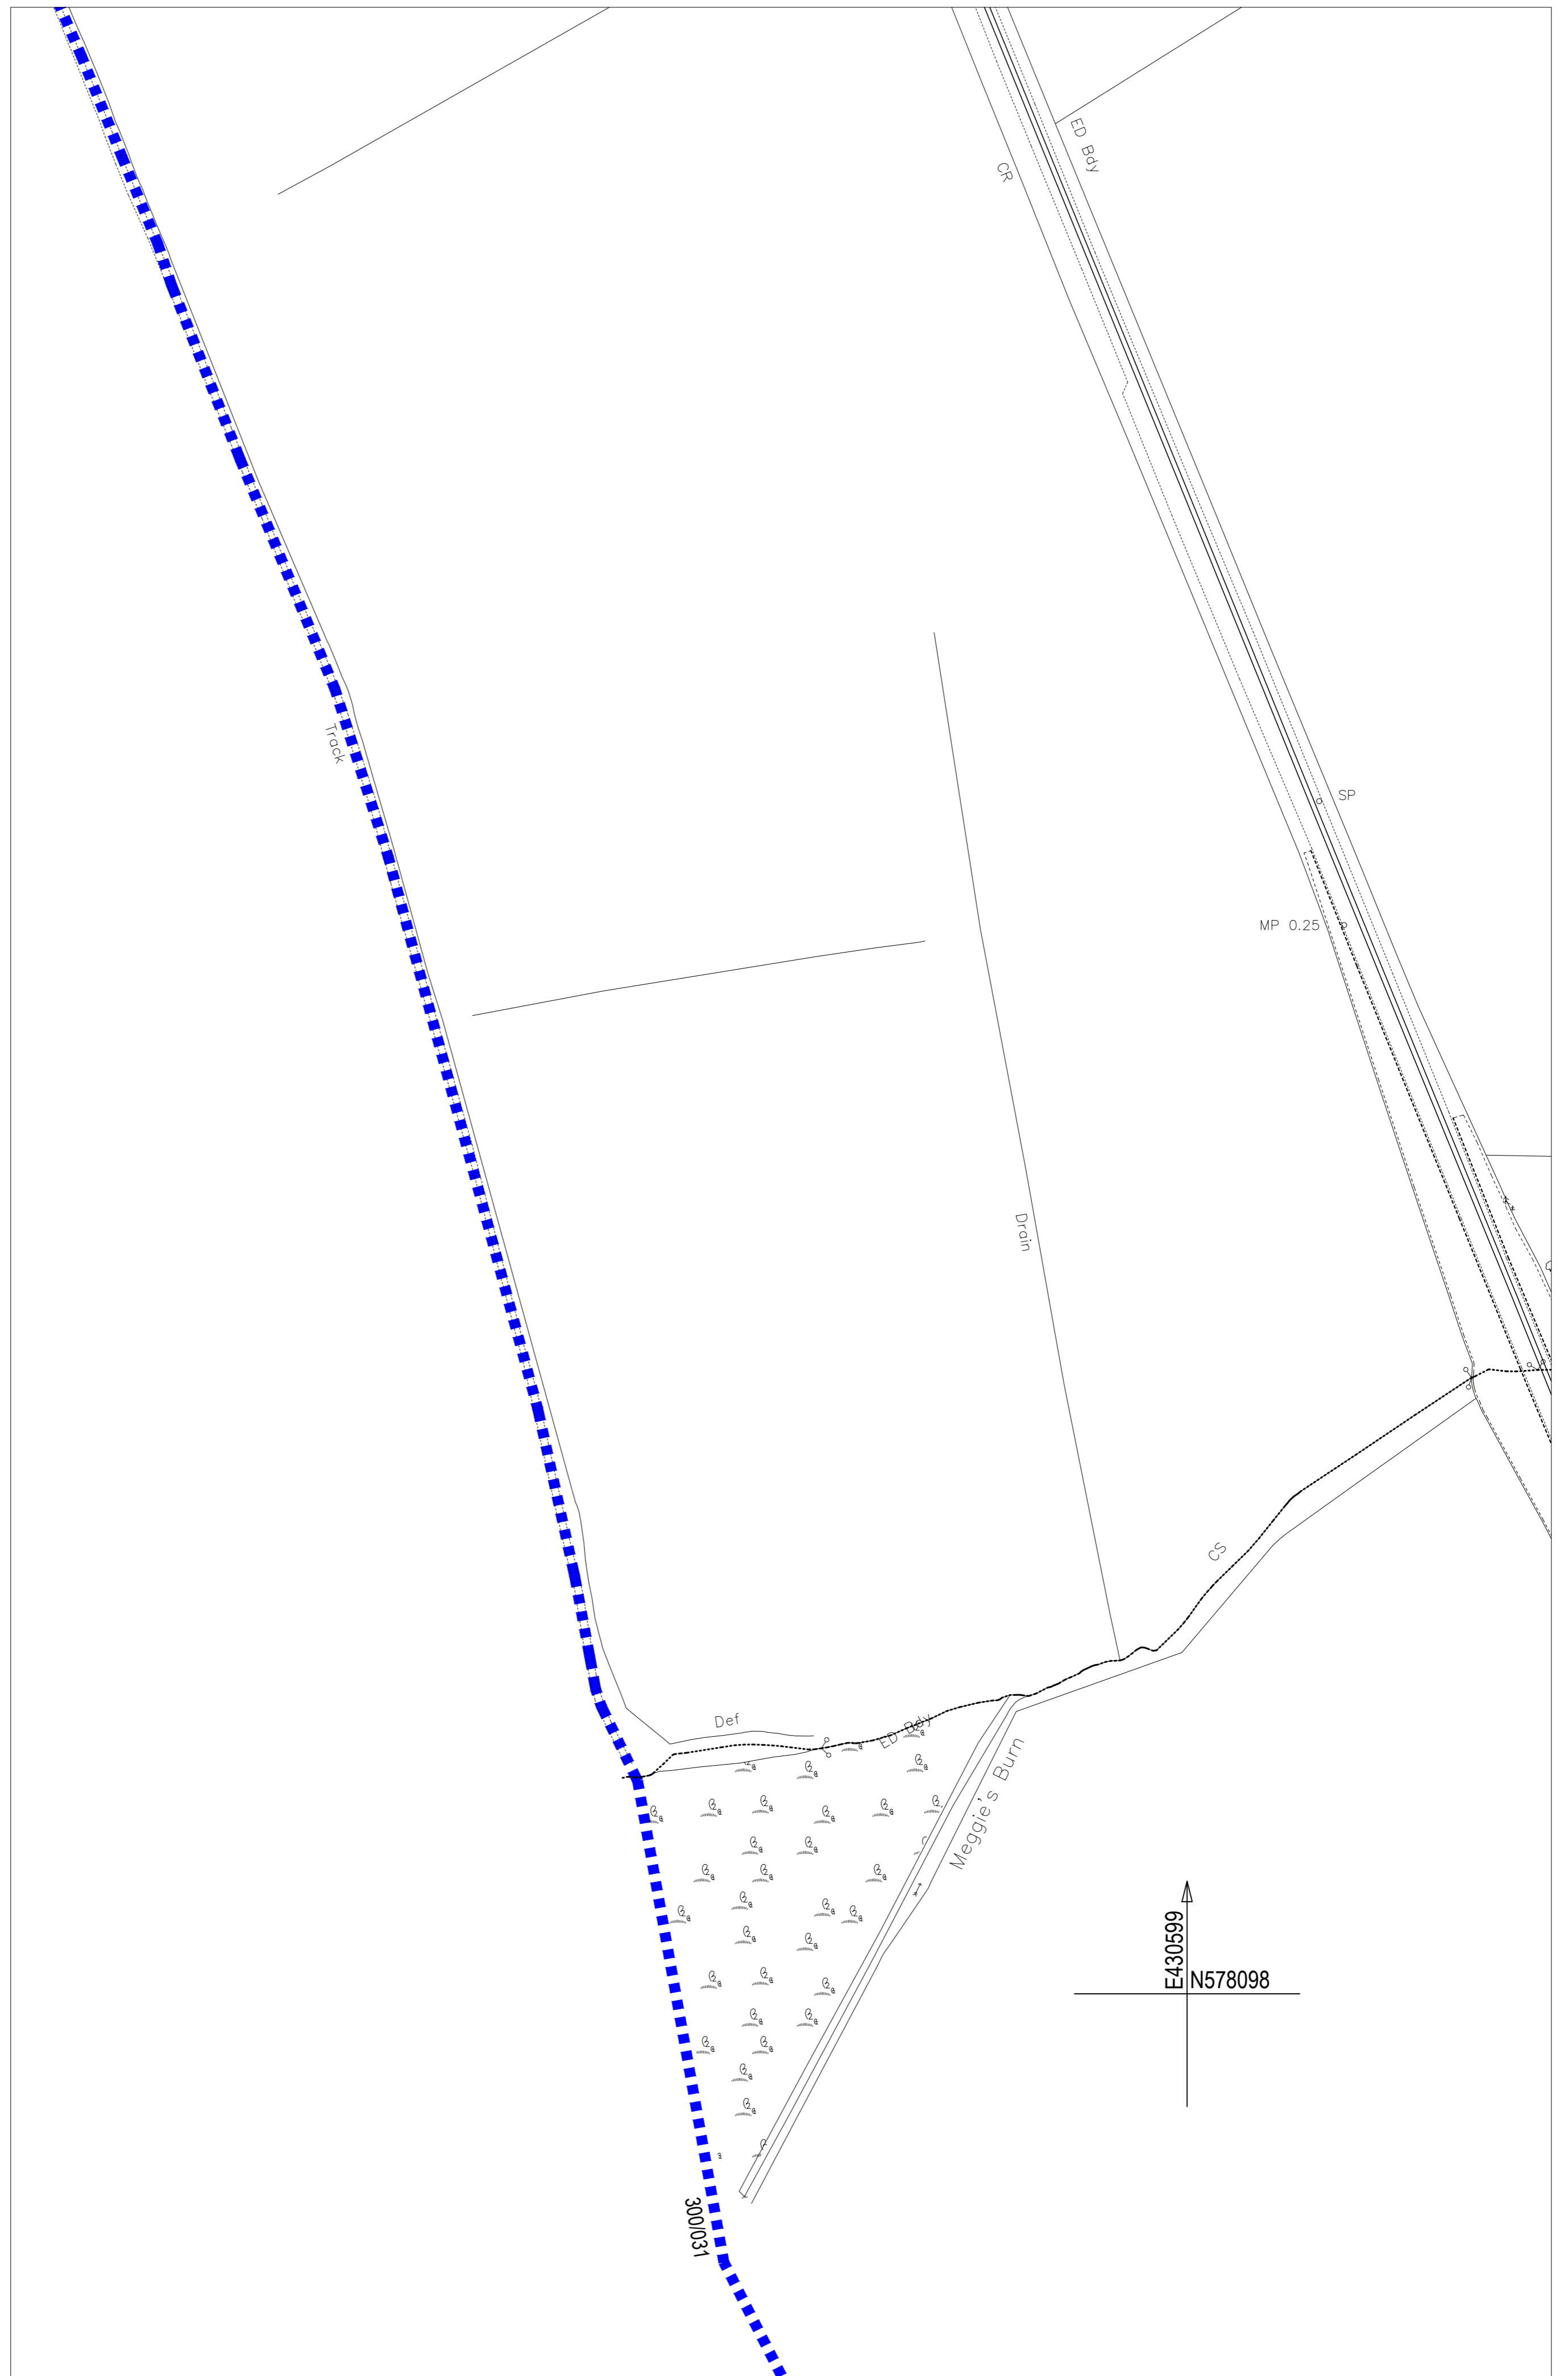 ED Bdy
CR
Track
SP
MP 0.25
Drain
CS
Def
ED Bdy
Meggie's Burn
E430599
N578098
300/031